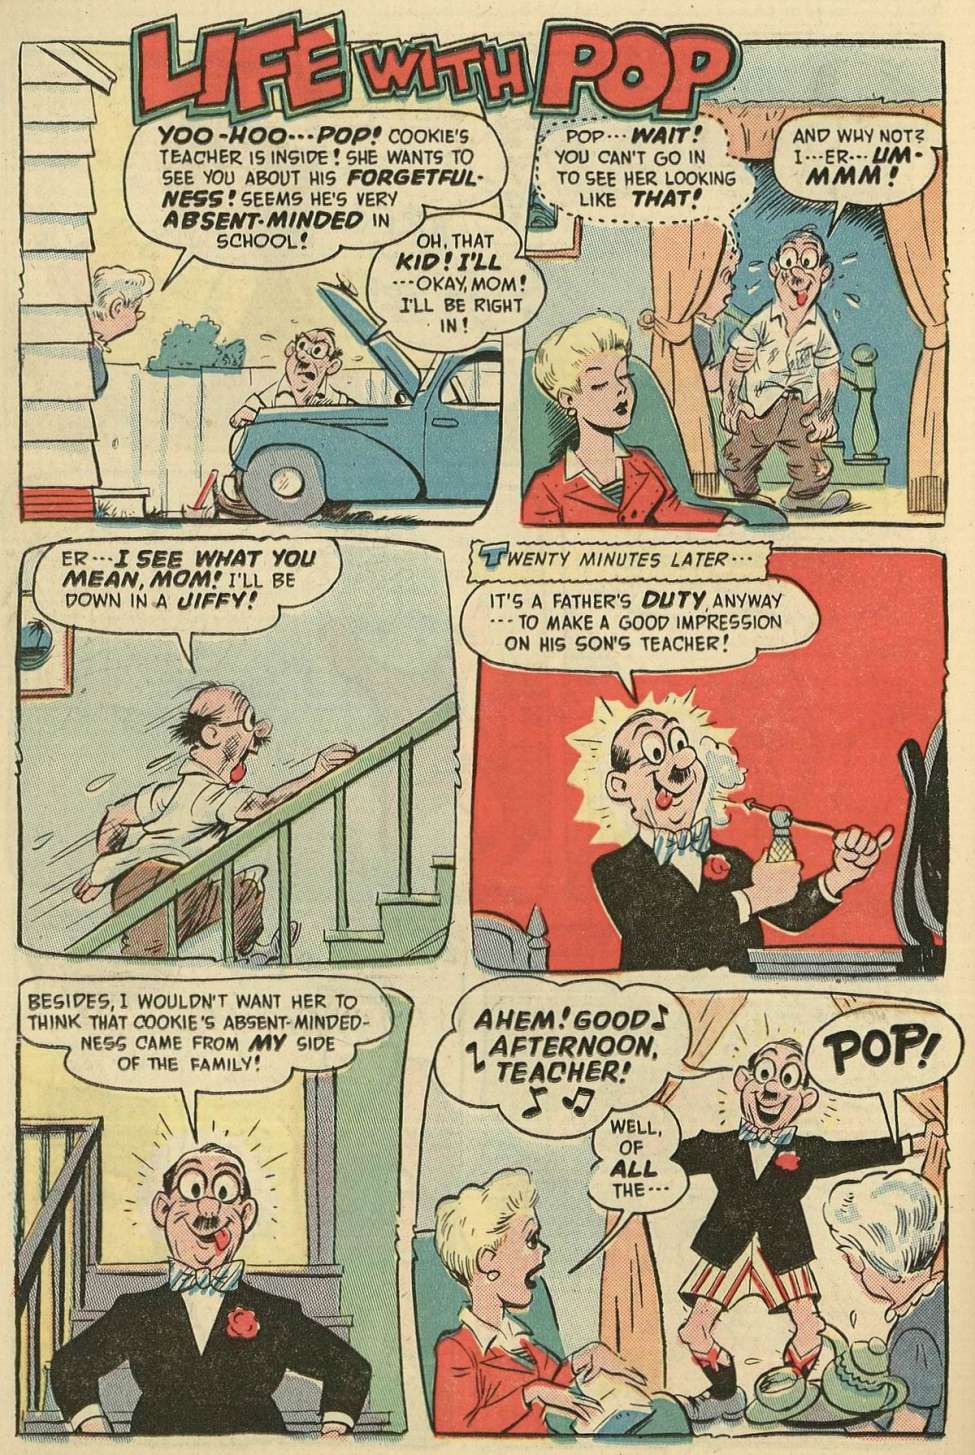 LIFE WITH POP
YOO-HOO---POP! COOKIE'S
TEACHER IS INSIDE! SHE WANTS TO
SEE YOU ABOUT HIS FORGETFUL-
NESS! SEEMS HE'S VERY
ABSENT-MINDED IN
SCHOOL!
OH, THAT
KID! I'LL
---OKAY, MOM!
I'LL BE RIGHT
IN!
POP--- WAIT!
YOU CAN'T GO IN
TO SEE HER LOOKING
LIKE THAT!
AND WHY NOT?
I---ER---UM-
MMM!
ER---I SEE WHAT YOU
MEAN, MOM! I'LL BE
DOWN IN A JIFFY!
TWENTY MINUTES LATER---
IT'S A FATHER'S DUTY, ANYWAY
---TO MAKE A GOOD IMPRESSION
ON HIS SON'S TEACHER!
BESIDES, I WOULDN'T WANT HER TO
THINK THAT COOKIE'S ABSENT-MINDED-
NESS CAME FROM MY SIDE
OF THE FAMILY!
AHEM! GOOD
AFTERNOON,
TEACHER!
POP!
WELL,
OF
ALL
THE---